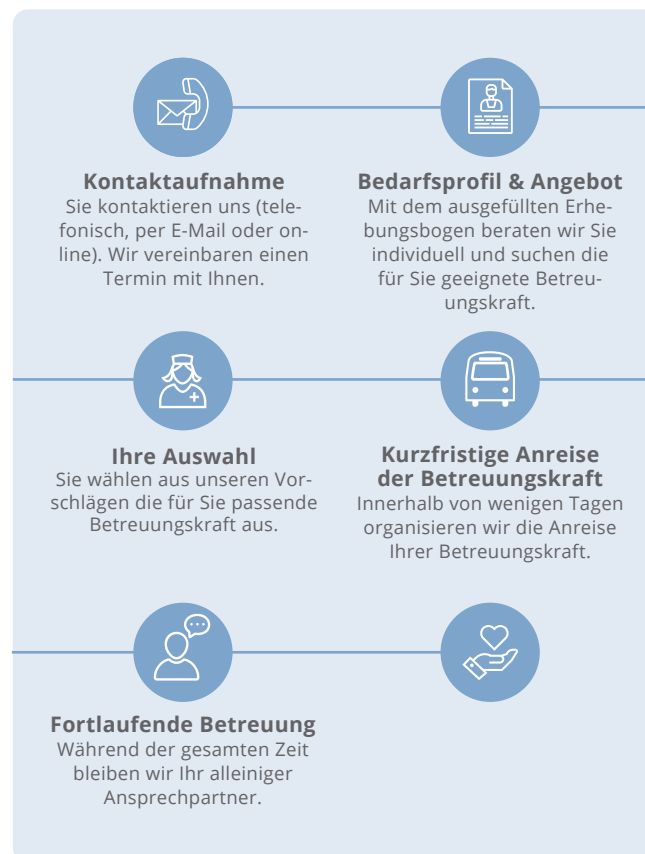 Kontaktaufnahme
Sie kontaktieren uns (tele-
fonisch, per E-Mail oder on-
line). Wir vereinbaren einen
Termin mit Ihnen.
Bedarfsprofil & Angebot
Mit dem ausgefüllten Erhe-
bungsbogen beraten wir Sie
individuell und suchen die
für Sie geeignete Betreu-
ungskraft.
Ihre Auswahl
Sie wählen aus unseren Vor-
schlägen die für Sie passende
Betreuungskraft aus.
Kurzfristige Anreise
der Betreuungskraft
Innerhalb von wenigen Tagen
organisieren wir die Anreise
Ihrer Betreuungskraft.
Fortlaufende Betreuung
Während der gesamten Zeit
bleiben wir Ihr alleiniger
Ansprechpartner.